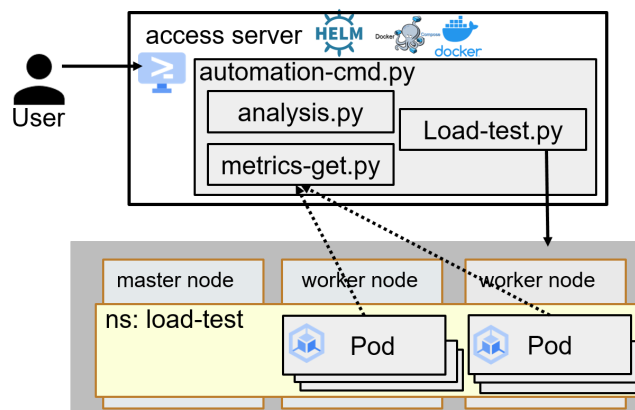 access server
HELM
Docker
Compose
docker
User
automation-cmd.py
analysis.py
Load-test.py
metrics-get.py
master node
worker node
worker node
ns: load-test
Pod
Pod